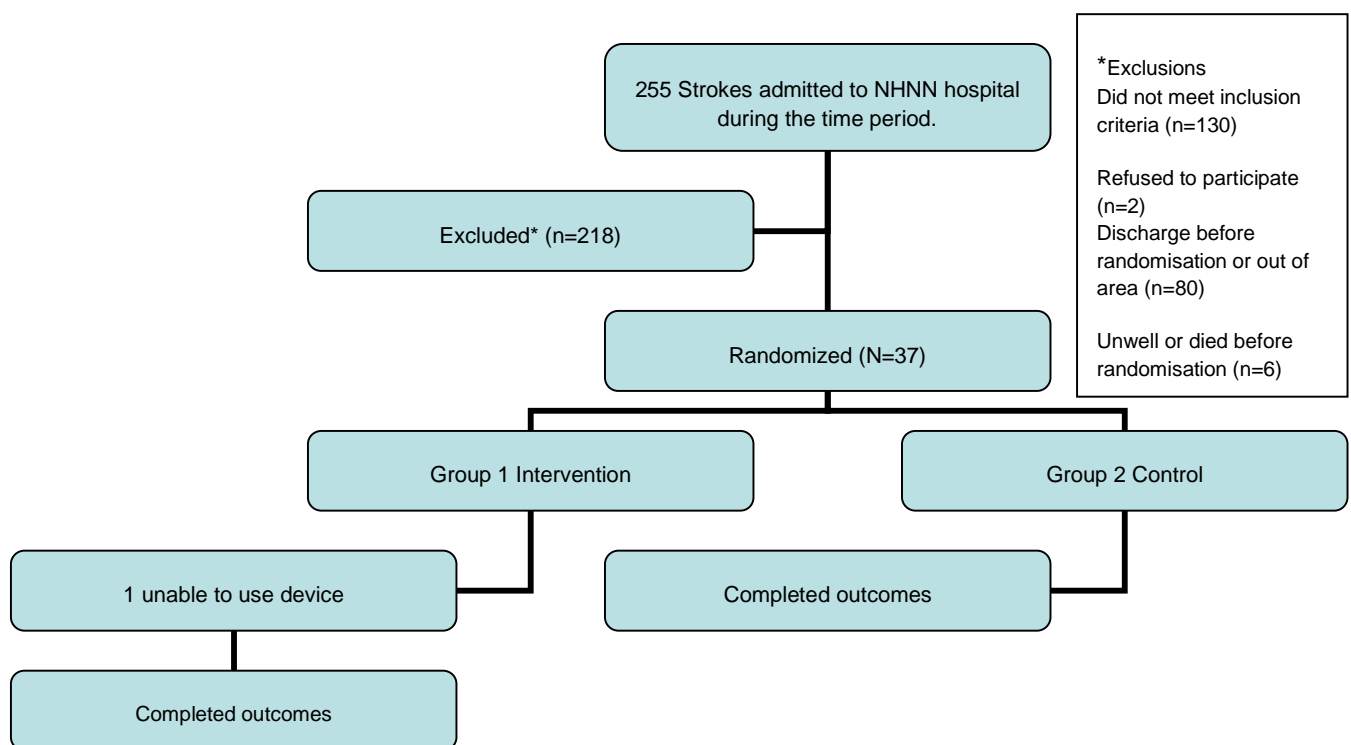 255 Strokes admitted to NHNN hospital
during the time period.
*Exclusions
Did not meet inclusion
criteria (n=130)
Refused to participate
(n=2)
Discharge before
randomisation or out of
area (n=80)
Unwell or died before
randomisation (n=6)
Excluded* (n=218)
Randomized (N=37)
Group 1 Intervention
Group 2 Control
1 unable to use device
Completed outcomes
Completed outcomes